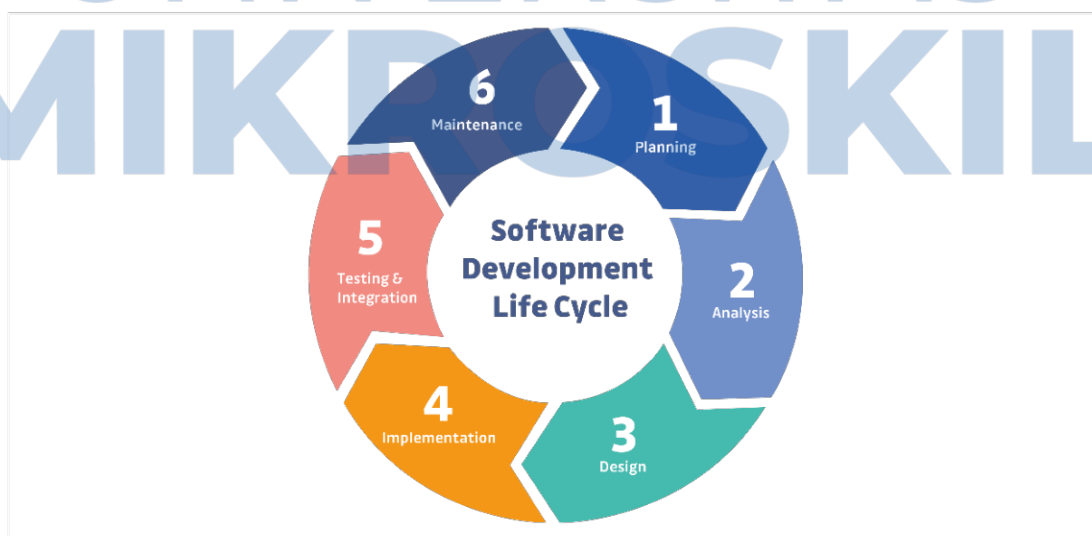 MIKROSKIL
1
Planning
2
Analysis
3
Design
4
Implementation
5
Testing &
Integration
6
Maintenance
Software
Development
Life Cycle